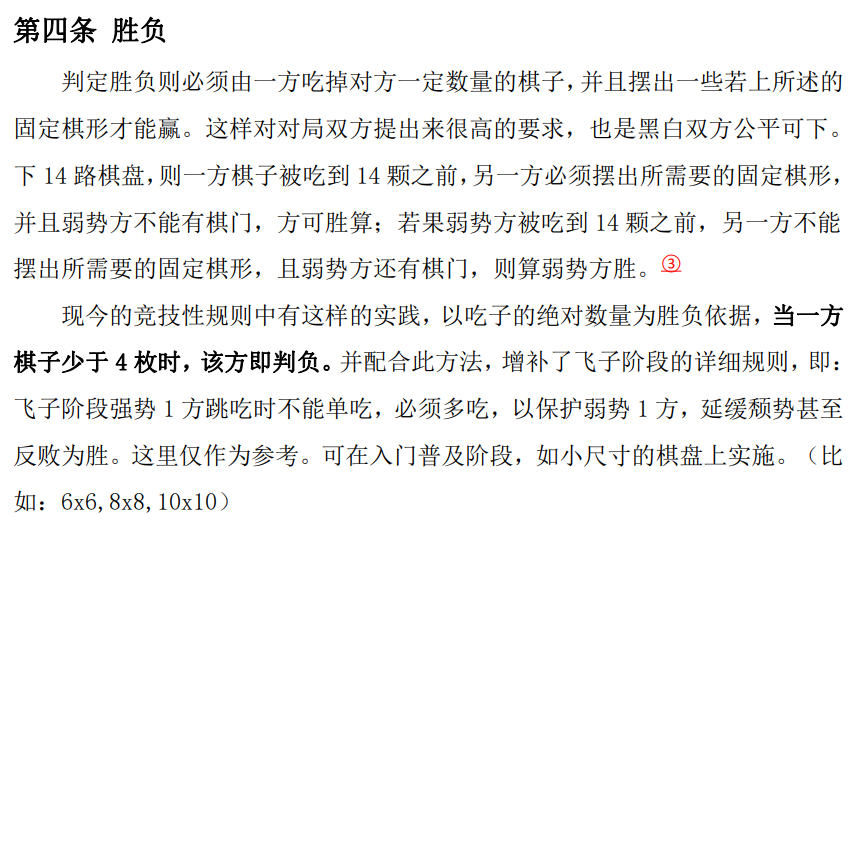 第四条 胜负
判定胜负则必须由一方吃掉对方一定数量的棋子，并且摆出一些若上所述的
固定棋形才能赢。这样对对局双方提出来很高的要求，也是黑白双方公平可下。
下 14 路棋盘，则一方棋子被吃到 14 颗之前，另一方必须摆出所需要的固定棋形，
并且弱势方不能有棋门，方可胜算；若果弱势方被吃到 14 颗之前，另一方不能
摆出所需要的固定棋形，且弱势方还有棋门，则算弱势方胜。③
现今的竞技性规则中有这样的实践，以吃子的绝对数量为胜负依据，当一方
棋子少于 4 枚时，该方即判负。并配合此方法，增补了飞子阶段的详细规则，即：
飞子阶段强势 1 方跳吃时不能单吃，必须多吃，以保护弱势 1 方，延缓颓势甚至
反败为胜。这里仅作为参考。可在入门普及阶段，如小尺寸的棋盘上实施。（比
如：6x6,8x8,10x10）